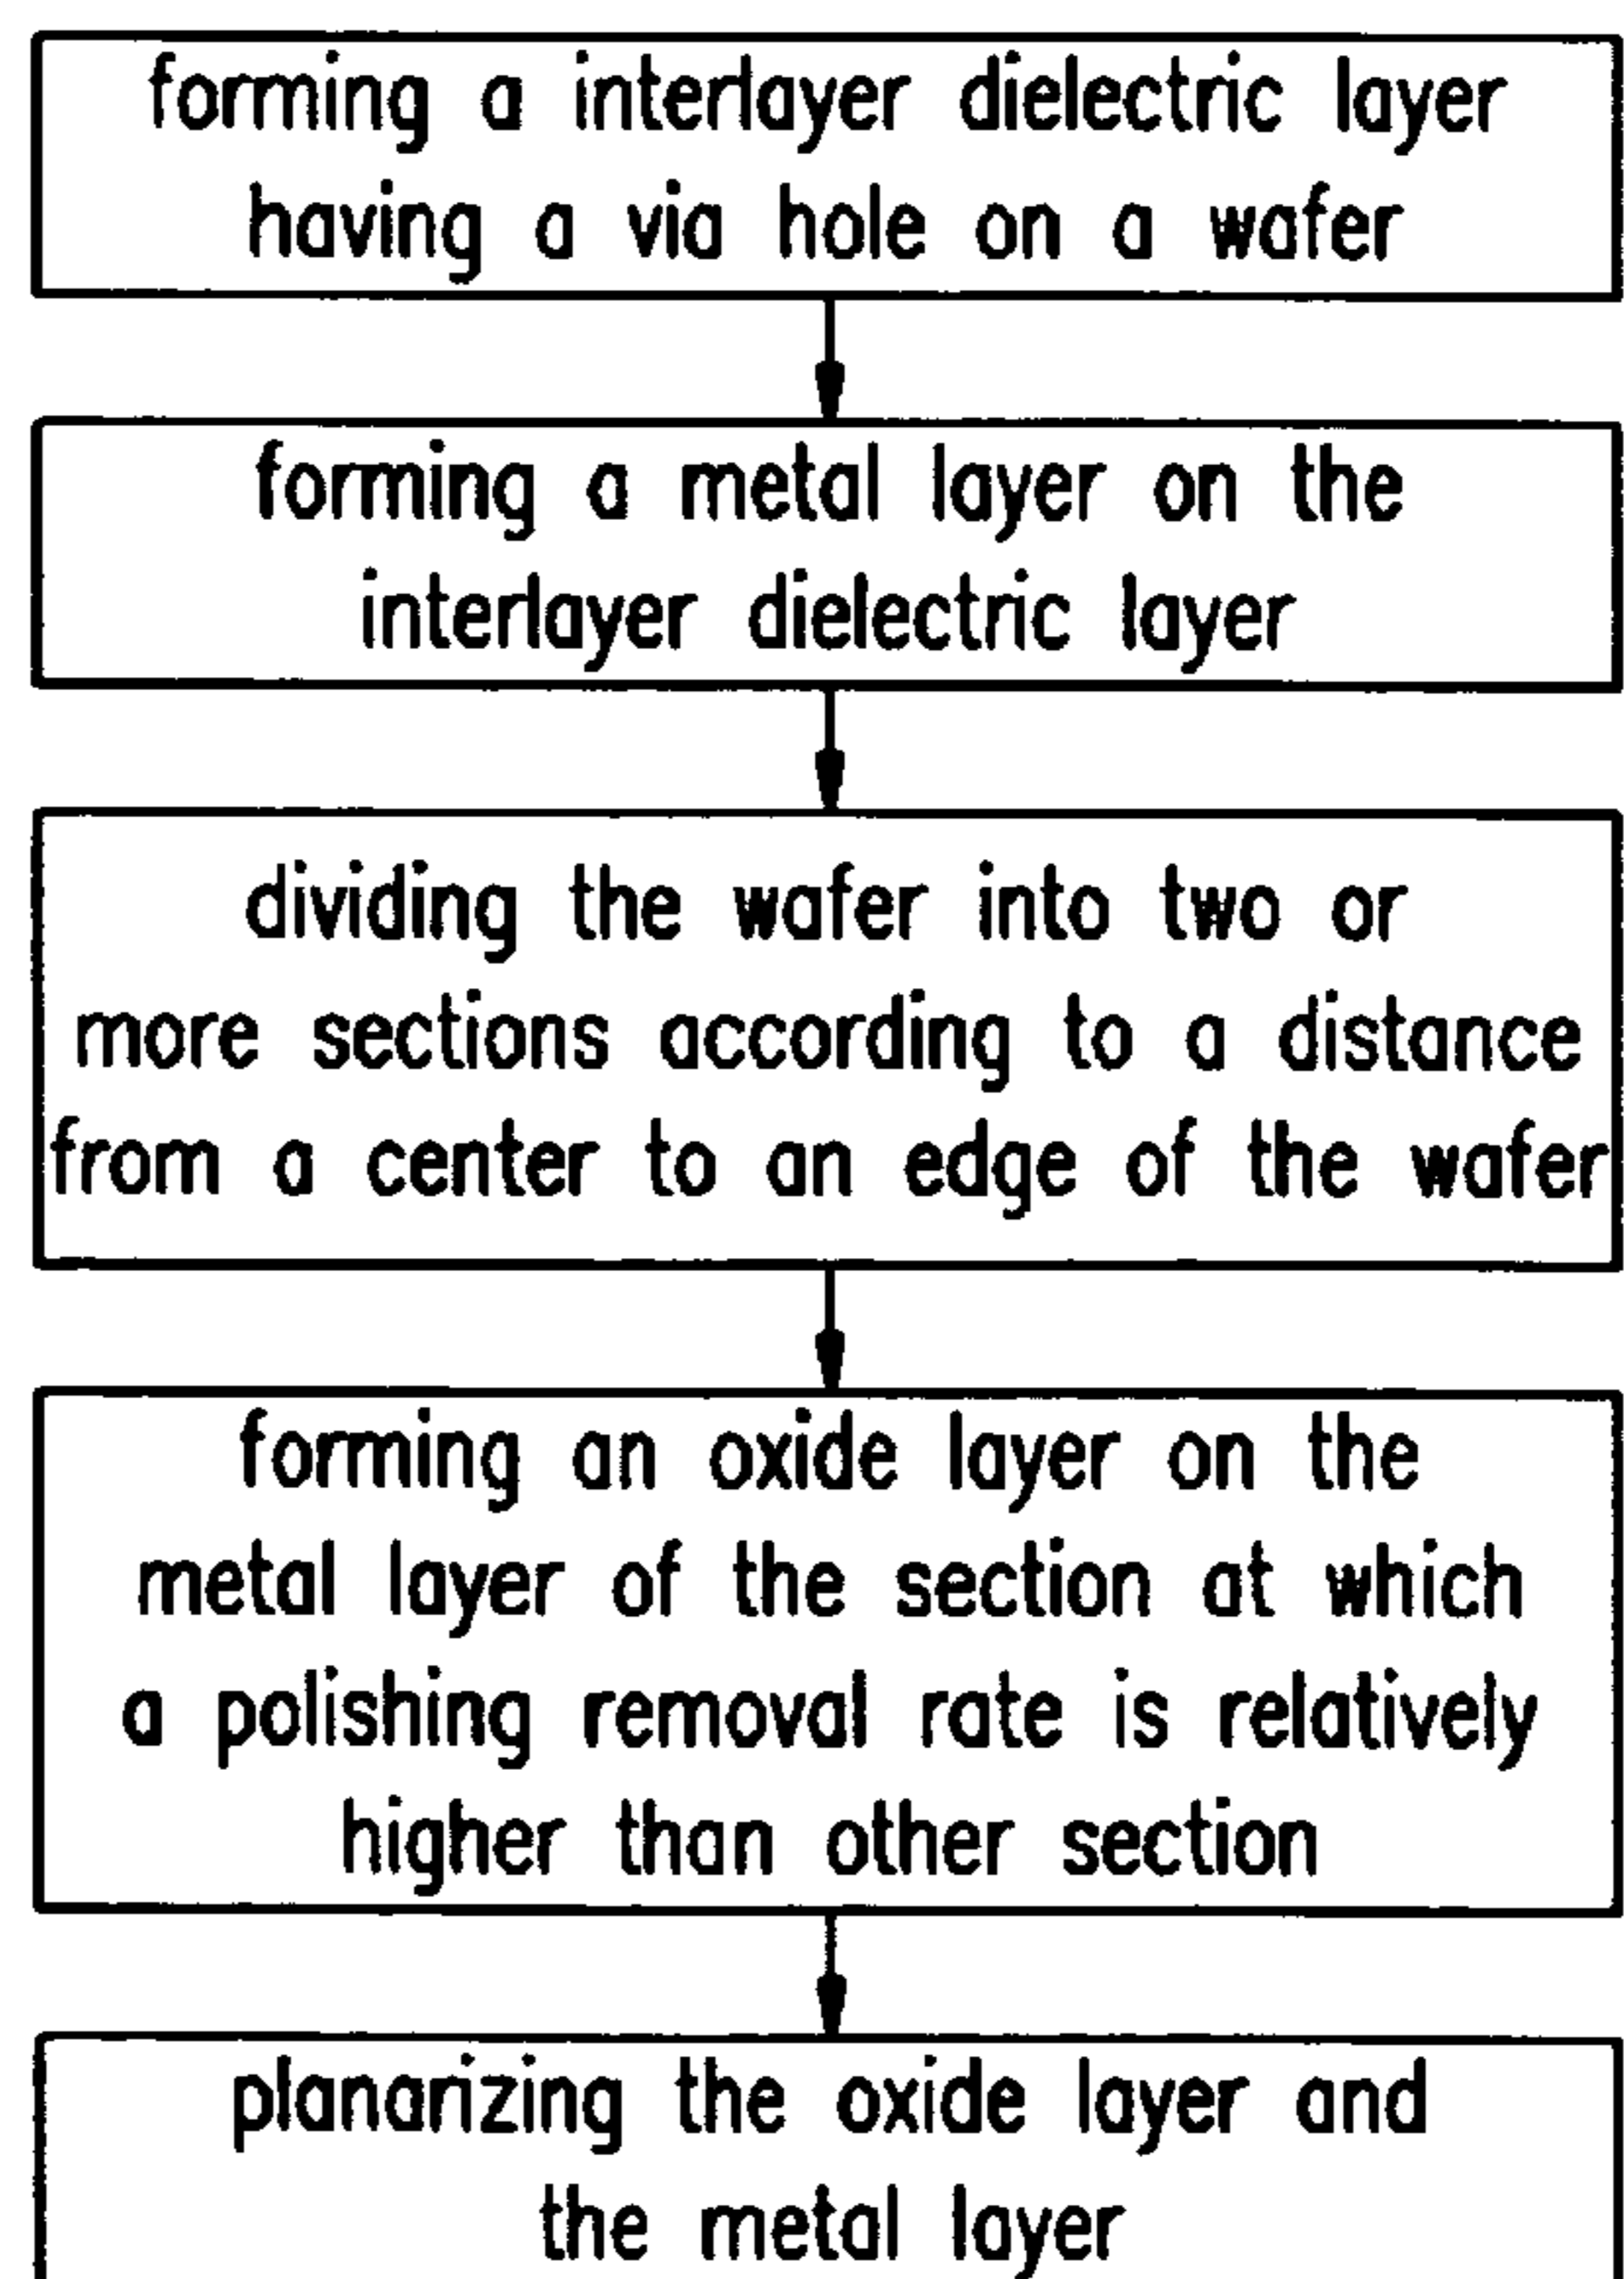 forming a interlayer dielectric layer
having a via hole on a wafer
forming a metal layer on the
interlayer dielectric layer
dividing the wafer into two or
more sections according to a distance
from a center to an edge of the wafer
forming an oxide layer on the
metal layer of the section at which
a polishing removal rate is relatively
higher than other section
planarizing the oxide layer and
the metal layer